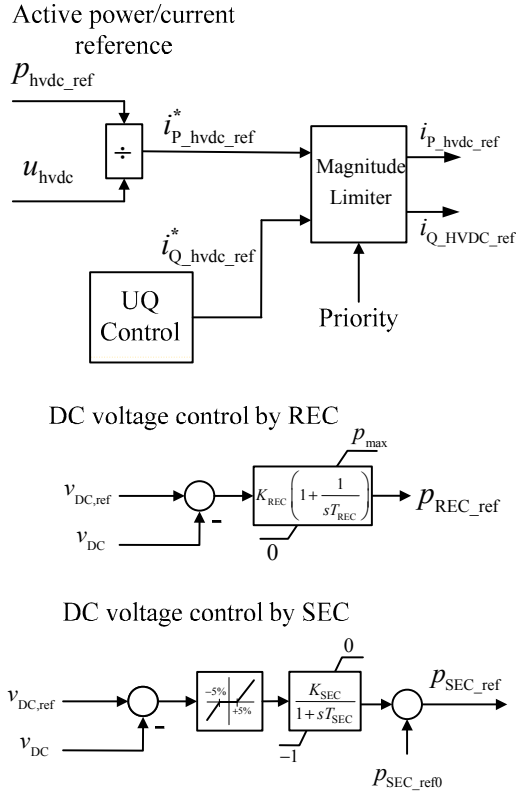 Active power/current
reference
p_hvdc_ref
i*_P_hvdc_ref
÷
u_hvdc
i_P_hvdc_ref
Magnitude
Limiter
i_Q_HVDC_ref
i*_Q_hvdc_ref
UQ
Control
Priority
DC voltage control by REC
p_max
v_DC,ref
K_REC (1 + 1/sT_REC)
p_REC_ref
-
v_DC
0
DC voltage control by SEC
0
v_DC,ref
−5%
+5%
K_SEC/1+sT_SEC
p_SEC_ref
-
v_DC
−1
p_SEC_ref0